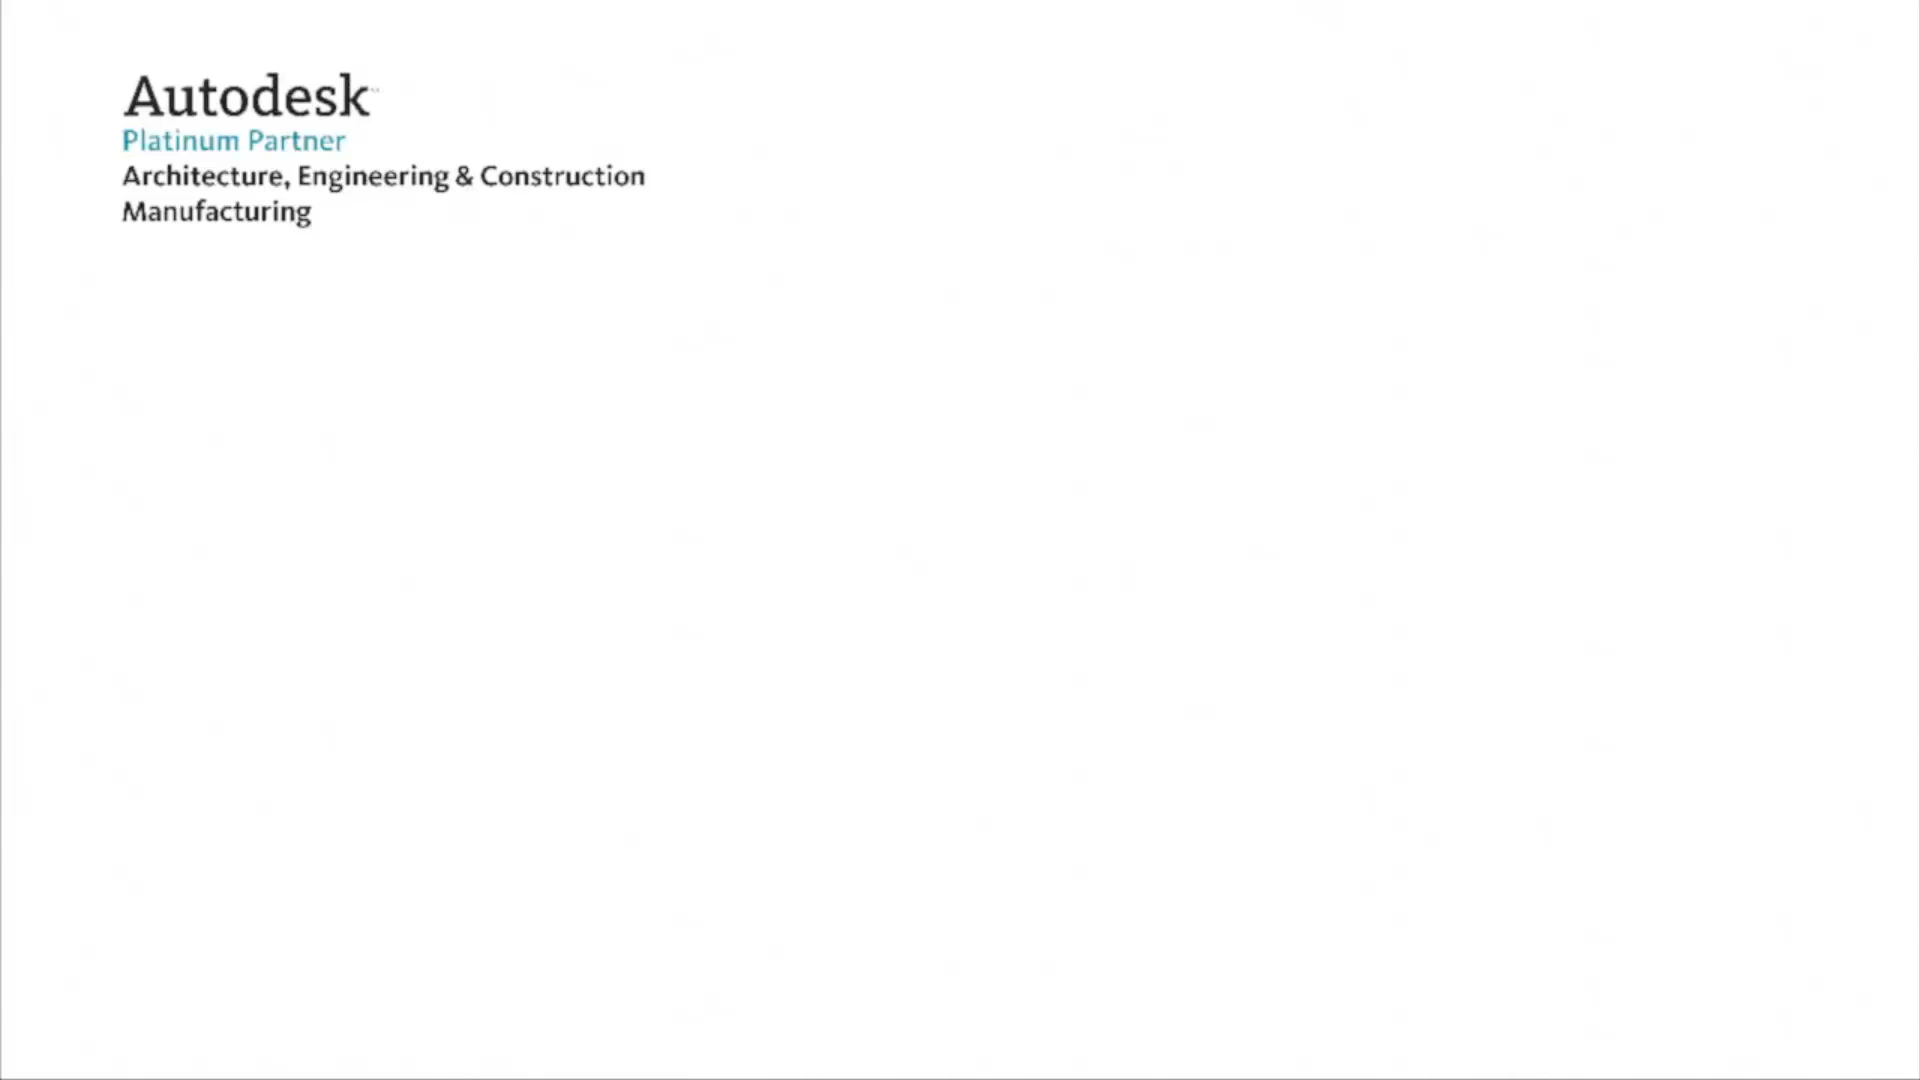 Autodesk
Platinum Partner
Architecture, Engineering & Construction
Manufacturing